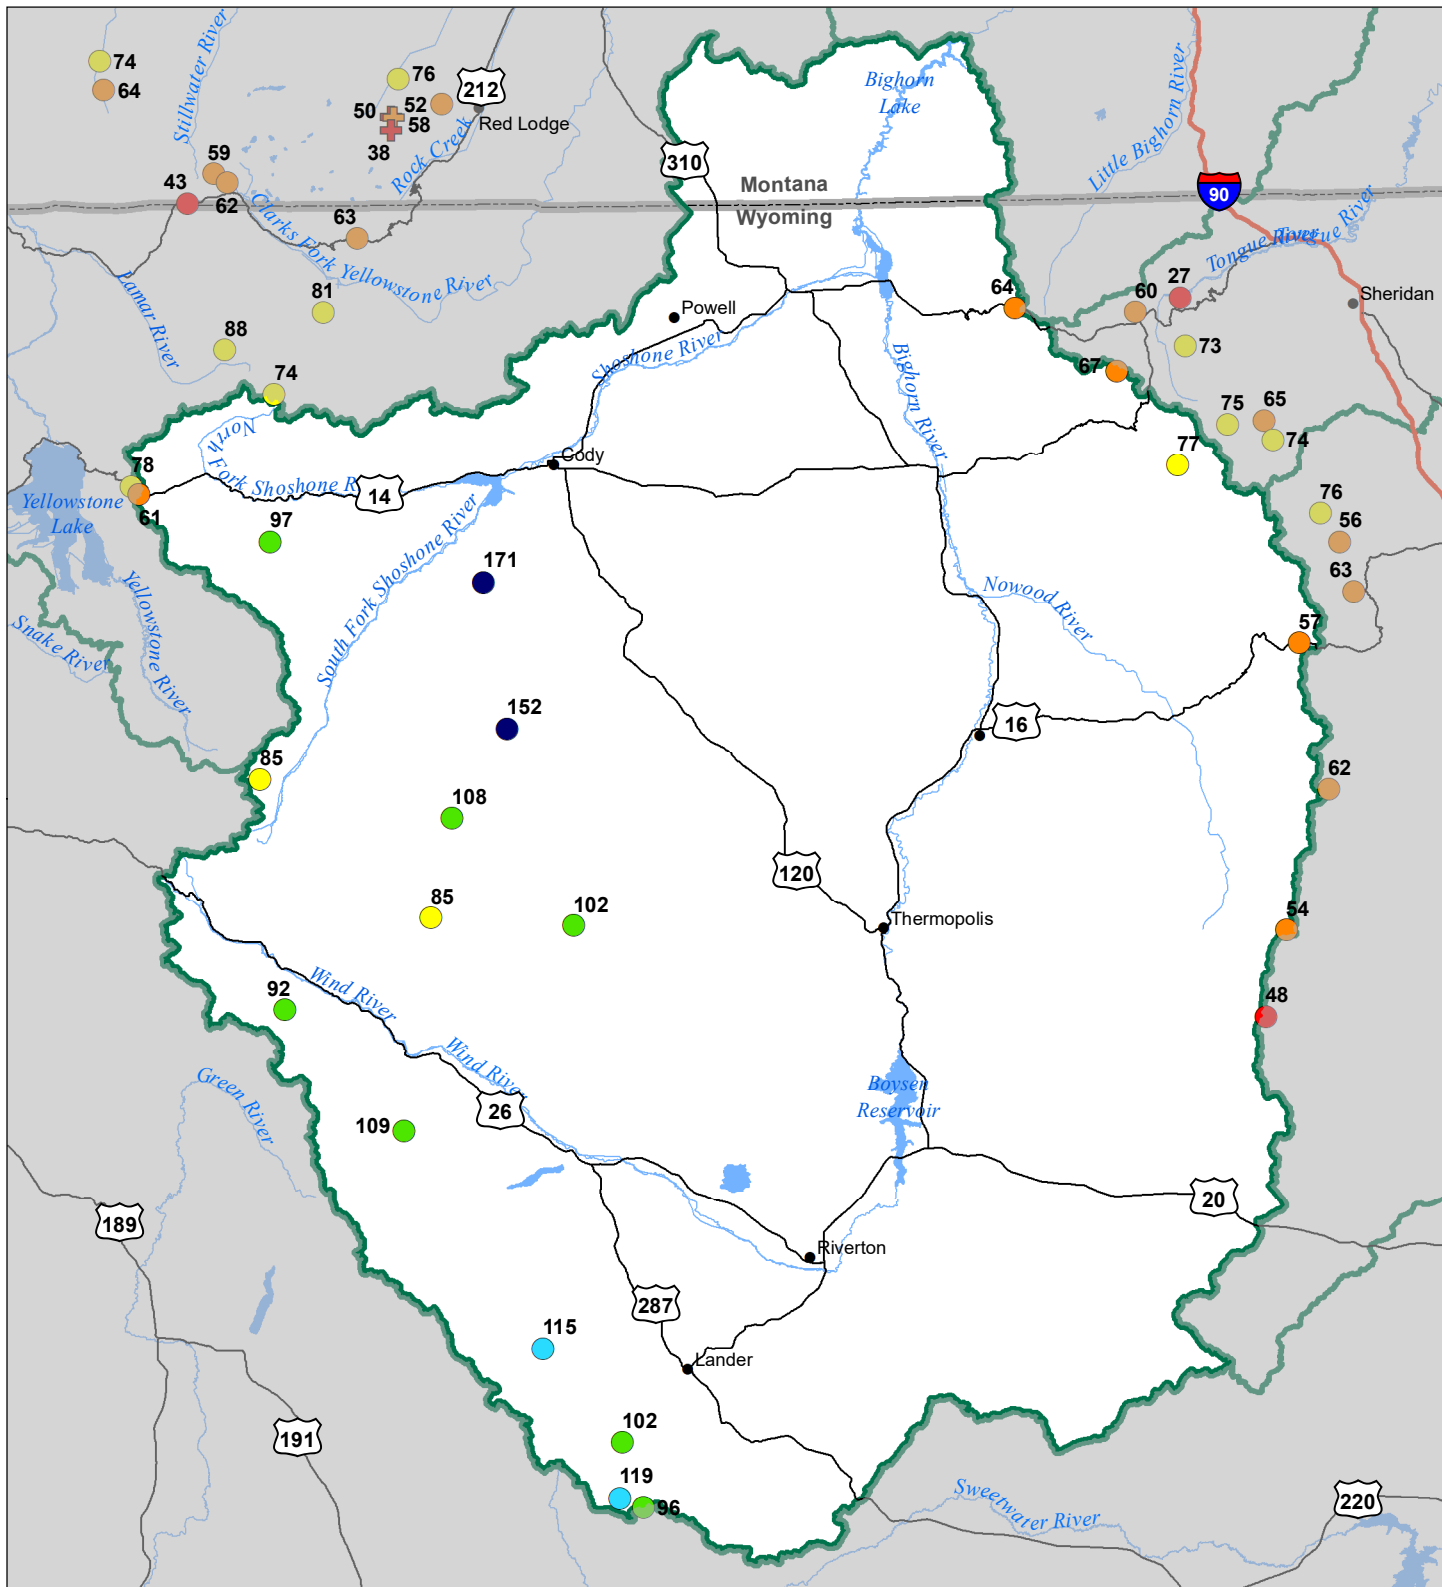 74
64
Stillwater River
76
212
50
52
58
38
Red Lodge
Rock Creek
59
43
62
63
Clarks Fork Yellowstone River
310
Bighorn
Lake
Montana
Wyoming
Little Bighorn River
90
Tongue River
Tongue River
Lamar River
81
88
74
Powell
Shoshone River
64
60
27
Sheridan
73
67
Bighorn River
75
65
74
77
North
Fork Shoshone R
14
Cody
78
61
Yellowstone
Lake
97
171
South Fork Shoshone River
76
56
63
57
Nowood River
Yellowstone River
Snake River
152
16
85
62
108
120
85
102
Thermopolis
54
48
92
Wind River
Wind River
Green River
26
Boysen
Reservoir
109
189
20
Riverton
287
115
Lander
191
102
119
96
Sweetwater River
220